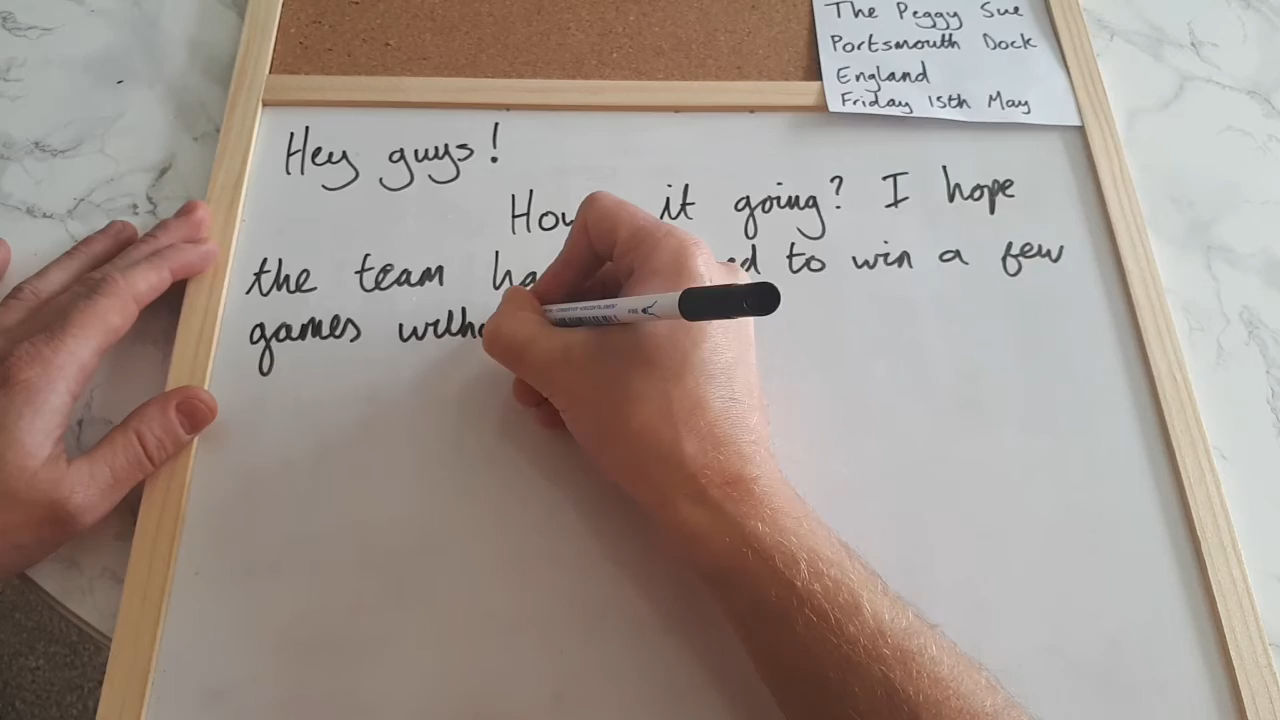 The Peggy Sue
Portsmouth Dock
England
Friday 15th May
Hey guys!
it going? I hope
the team to win a few
games